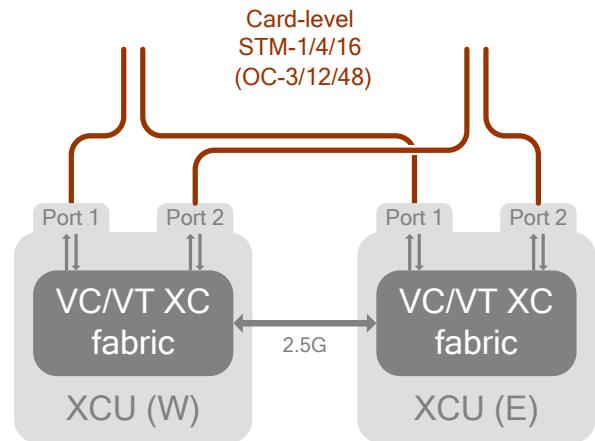 Card-level
STM-1/4/16
(OC-3/12/48)
Port 1
Port 2
Port 1
Port 2
VC/VT XC
fabric
2.5G
VC/VT XC
fabric
XCU (W)
XCU (E)